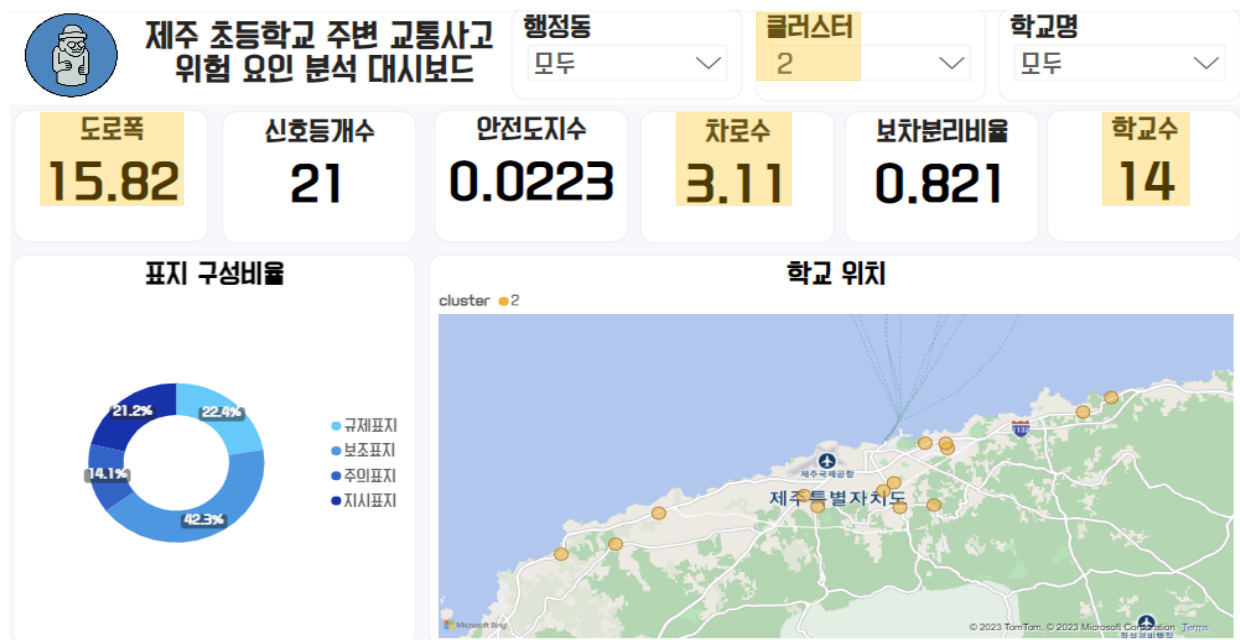 제주 초등학교 주변 교통사고
위험 요인 분석 대시보드
행정동
모두
클러스터
2
학교명
모두
도로폭
15.82
신호등개수
21
안전도지수
0.0223
차로수
3.11
보차분리비율
0.821
학교수
14
표지 구성비율
22.4%
42.3%
14.1%
21.2%
규제표지
보조표지
주의표지
지시표지
학교 위치
cluster 2
제주국제공항
제주특별자치도
Microsoft Bing
© 2023 TomTom, © 2023 Microsoft Corporation Terms